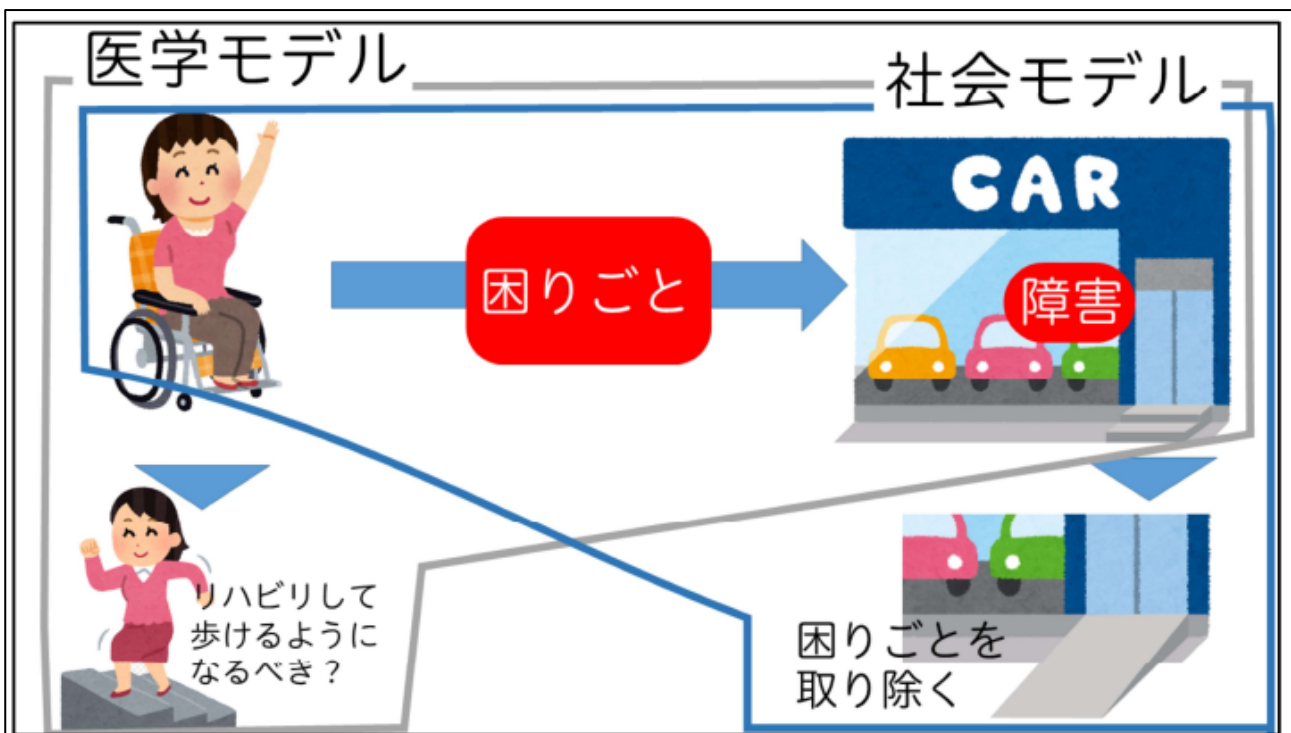 医学モデル
社会モデル
CAR
困りごと
障害
リハビリして
歩けるように
なるべき？
困りごとを
取り除く